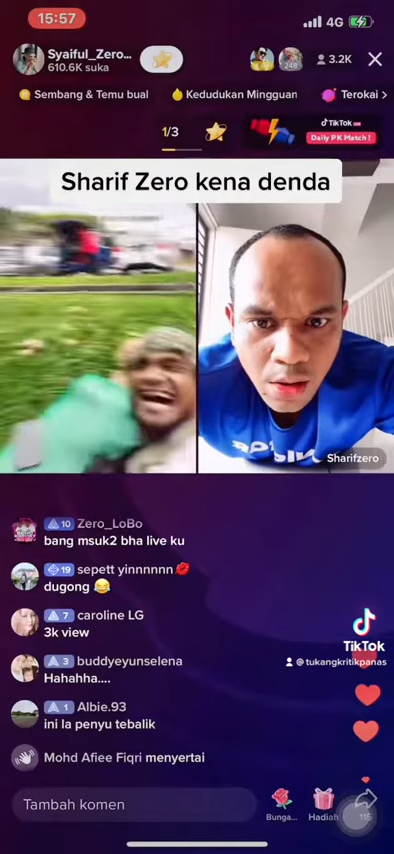 15:57
4G
Syaiful_Zero...
610.6K suka
248
3.2K
Sembang & Temu bual
Kedudukan Mingguan
Terokai >
1/3
TikTok
Daily PK Match !
Sharif Zero kena denda
Sharifzero
10 Zero_LoBo
bang msuk2 bha live ku
19 sepett yinnnnnn💋
dugong 😂
7 caroline LG
3k view
3 buddyeyunselena
Hahahha....
1 Albie.93
ini la penyu tebalik
Mohd Afiee Fiqri menyertai
TikTok
@tukangkritikpanas
Tambah komen
Bunga...
Hadiah
115